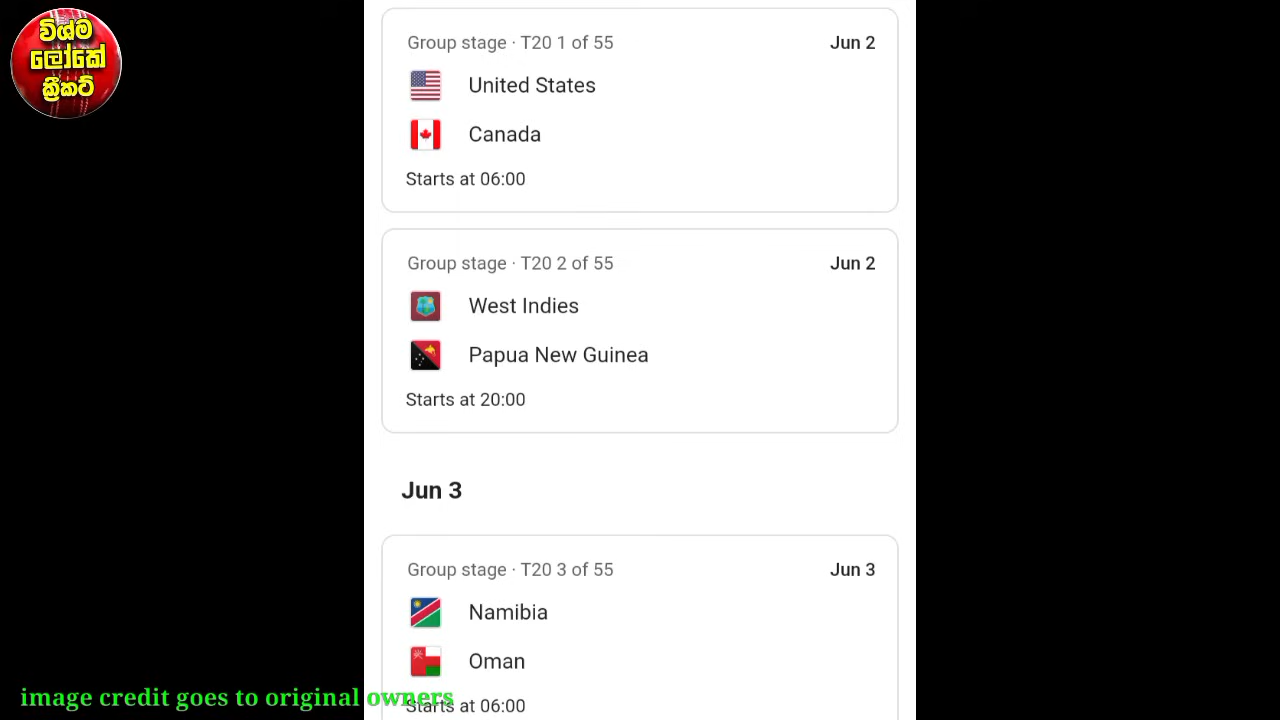 විශ්ම
ලෝකේ
ක්‍රිකට්
Group stage · T20 1 of 55 Jun 2
United States
Canada
Starts at 06:00
Group stage · T20 2 of 55 Jun 2
West Indies
Papua New Guinea
Starts at 20:00
Jun 3
Group stage · T20 3 of 55 Jun 3
Namibia
Oman
Starts at 06:00
image credit goes to original owners